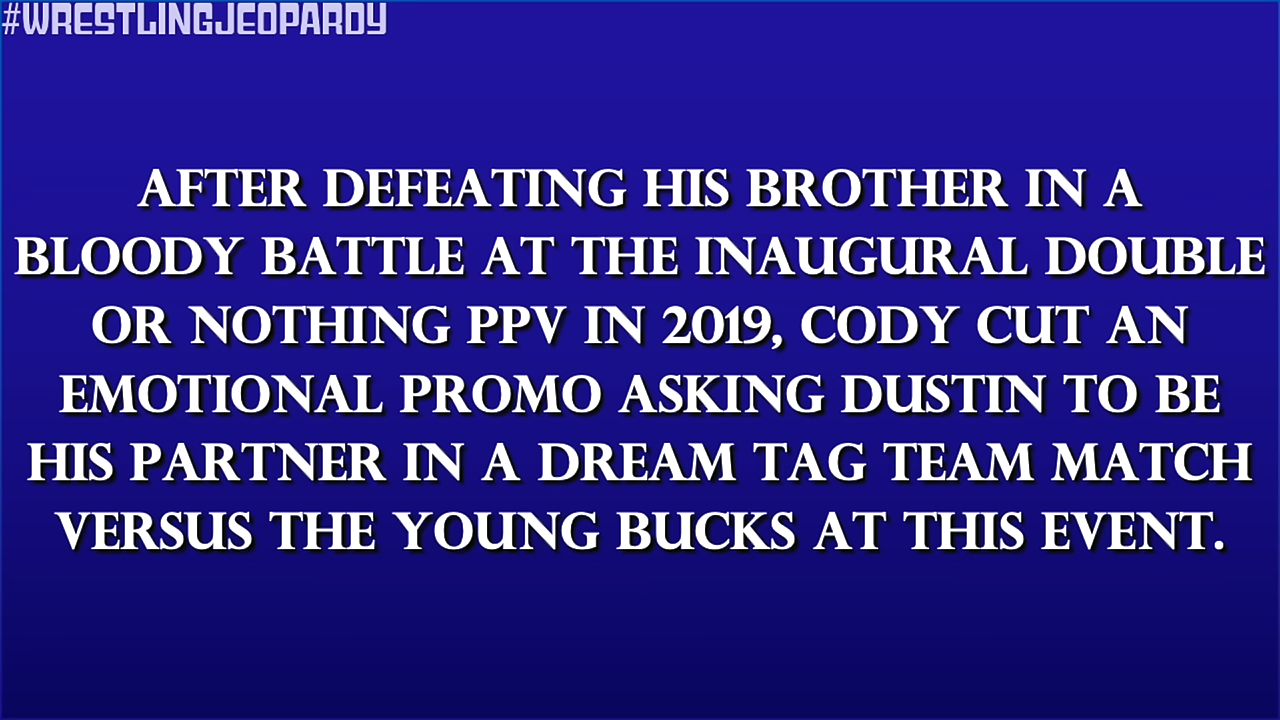 #WRESTLINGJEOPARDY
AFTER DEFEATING HIS BROTHER IN A
BLOODY BATTLE AT THE INAUGURAL DOUBLE
OR NOTHING PPV IN 2019, CODY CUT AN
EMOTIONAL PROMO ASKING DUSTIN TO BE
HIS PARTNER IN A DREAM TAG TEAM MATCH
VERSUS THE YOUNG BUCKS AT THIS EVENT.